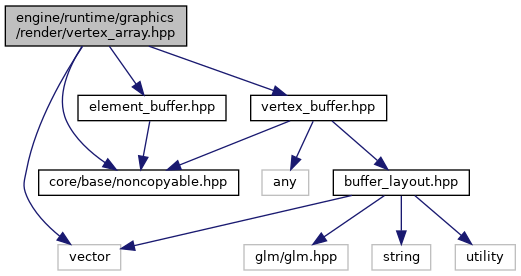 engine/runtime/graphics
/render/vertex_array.hpp
element_buffer.hpp
vertex_buffer.hpp
core/base/noncopyable.hpp
any
buffer_layout.hpp
vector
glm/glm.hpp
string
utility